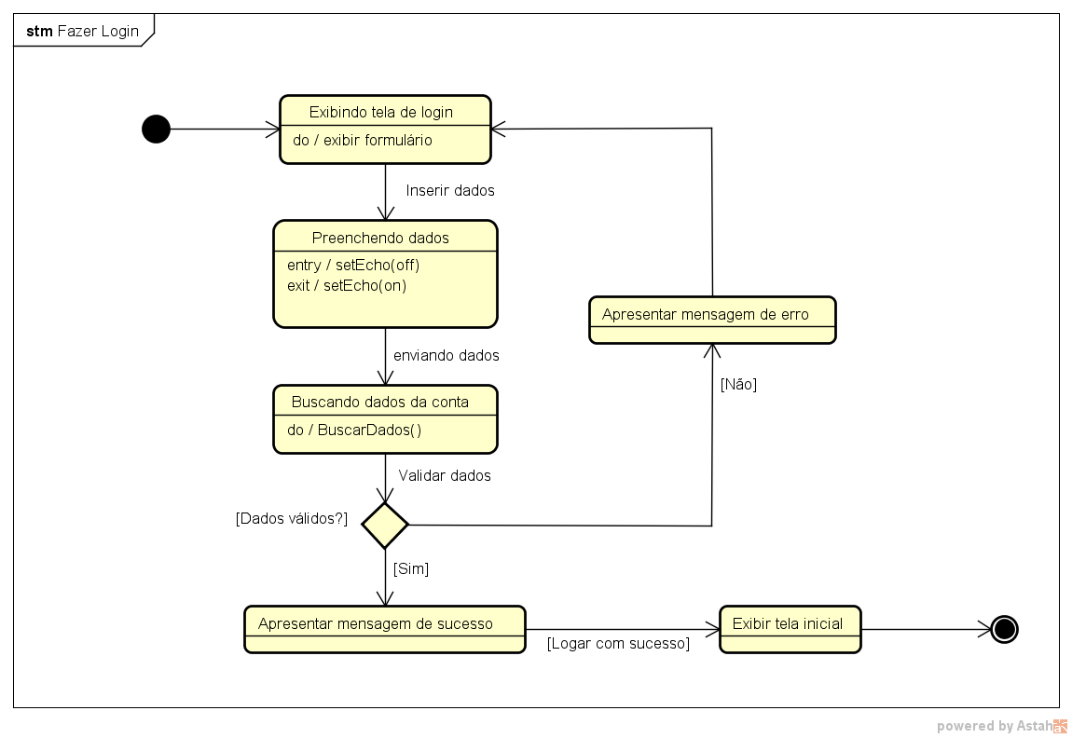 stm Fazer Login
Exibindo tela de login
do / exibir formulário
Inserir dados
Preenchendo dados
entry / setEcho(off)
exit / setEcho(on)
enviando dados
Apresentar mensagem de erro
[Não]
Buscando dados da conta
do / BuscarDados()
Validar dados
[Dados válidos?]
[Sim]
Apresentar mensagem de sucesso
[Logar com sucesso]
Exibir tela inicial
powered by Astah